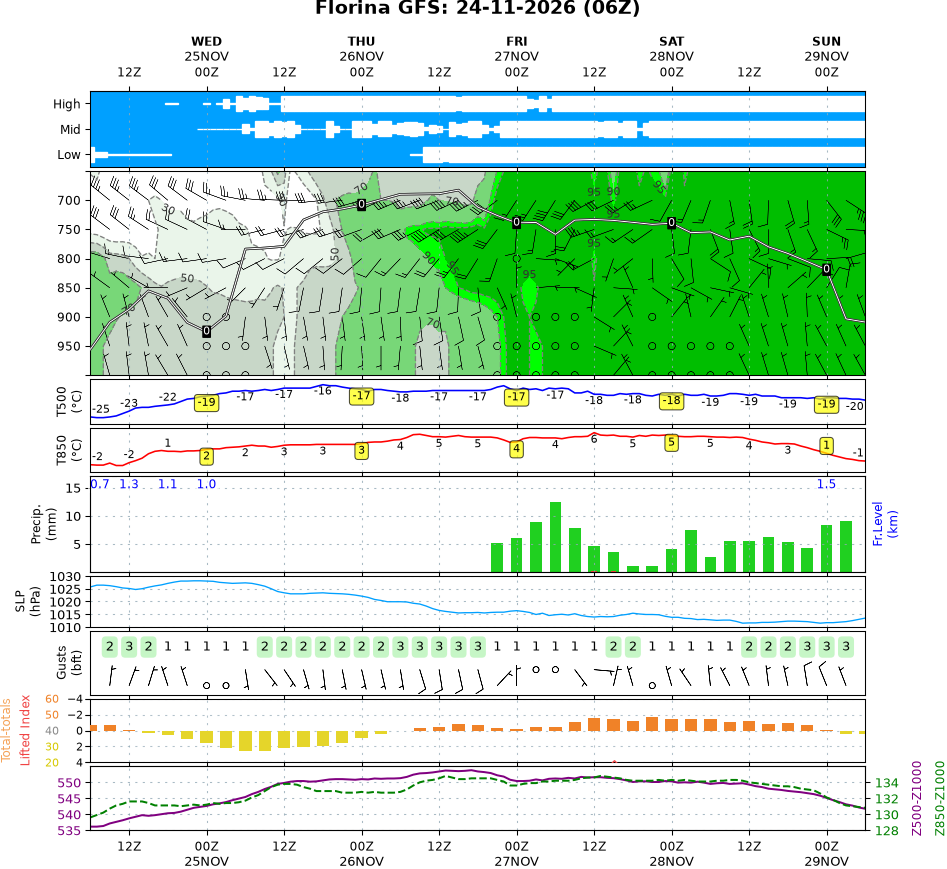 Florina GFS: 24-11-2026 (06Z)
WED THU FRI SAT SUN
25NOV 26NOV 27NOV 28NOV 29NOV
12Z 00Z 12Z 00Z 12Z 00Z 12Z 00Z 12Z 00Z
High
Mid
Low
700
750
800
850
900
950
30 50 50 70 70 70 90 95 95 95 90 95 95
0 0 0 0 0
T500
(°C)
-25 -23 -22 -19 -17 -17 -16 -17 -18 -17 -17 -17 -17 -18 -18 -18 -19 -19 -19 -19 -20
T850
(°C)
-2 -2 1 2 2 3 3 3 4 5 5 4 4 6 5 5 5 4 3 1 -1
0.7 1.3 1.1 1.0 1.5
Precip.
(mm)
15
10
5
Fr.Level
(km)
SLP
(hPa)
1030
1025
1020
1015
1010
Gusts
(bft)
2 3 2 1 1 1 1 1 2 2 2 2 2 2 2 3 3 3 3 3 1 1 1 1 1 1 2 2 1 1 1 1 1 2 2 2 3 3 3
Total-totals
Lifted Index
60 −4
50 −2
40 0
30 2
20 4
550
545
540
535
134
132
130
128
Z500-Z1000
Z850-Z1000
12Z 00Z 12Z 00Z 12Z 00Z 12Z 00Z 12Z 00Z
25NOV 26NOV 27NOV 28NOV 29NOV